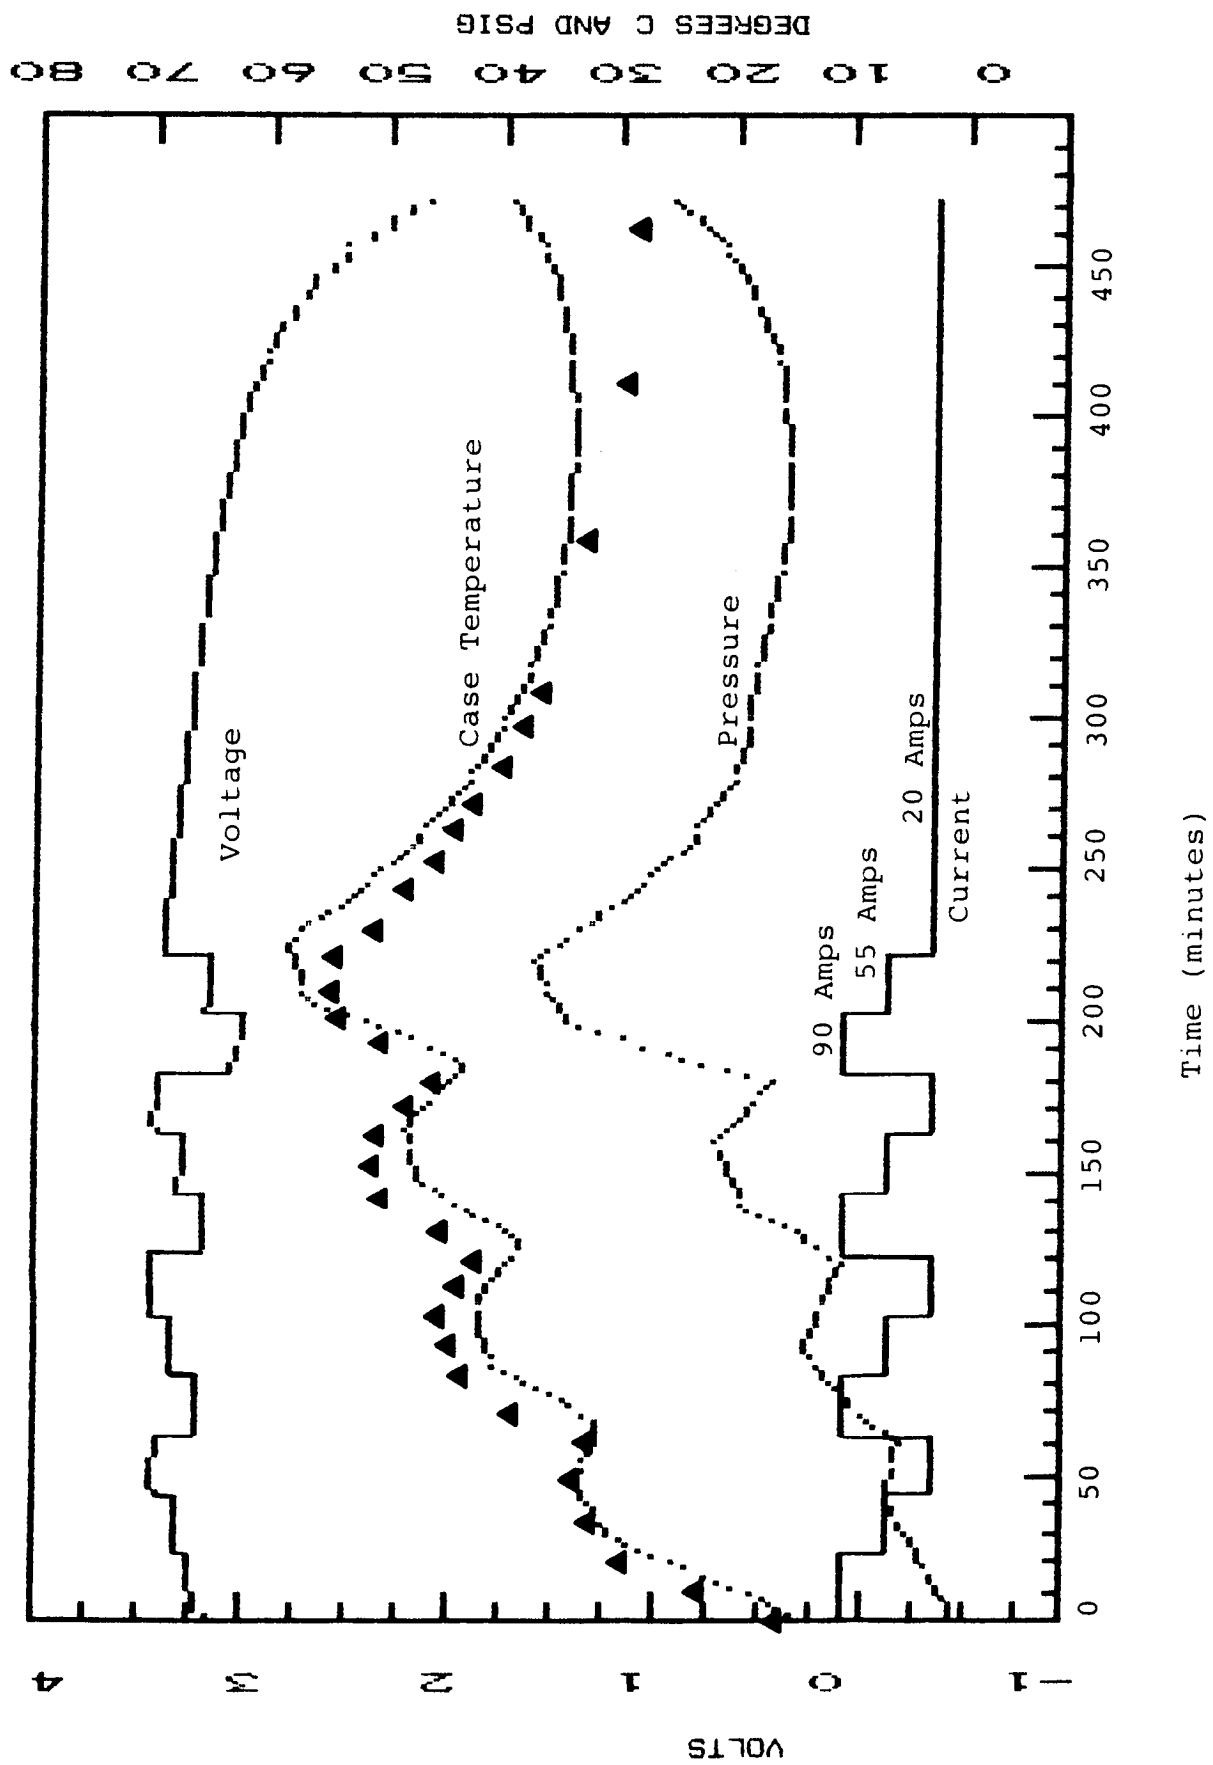 DEGREES C AND PSIG
80 70 60 50 40 30 20 10 0
Voltage
Case Temperature
Pressure
90 Amps
55 Amps
20 Amps
Current
4 3 2 1 0 -1
VOLTS
0 50 100 150 200 250 300 350 400 450
Time (minutes)